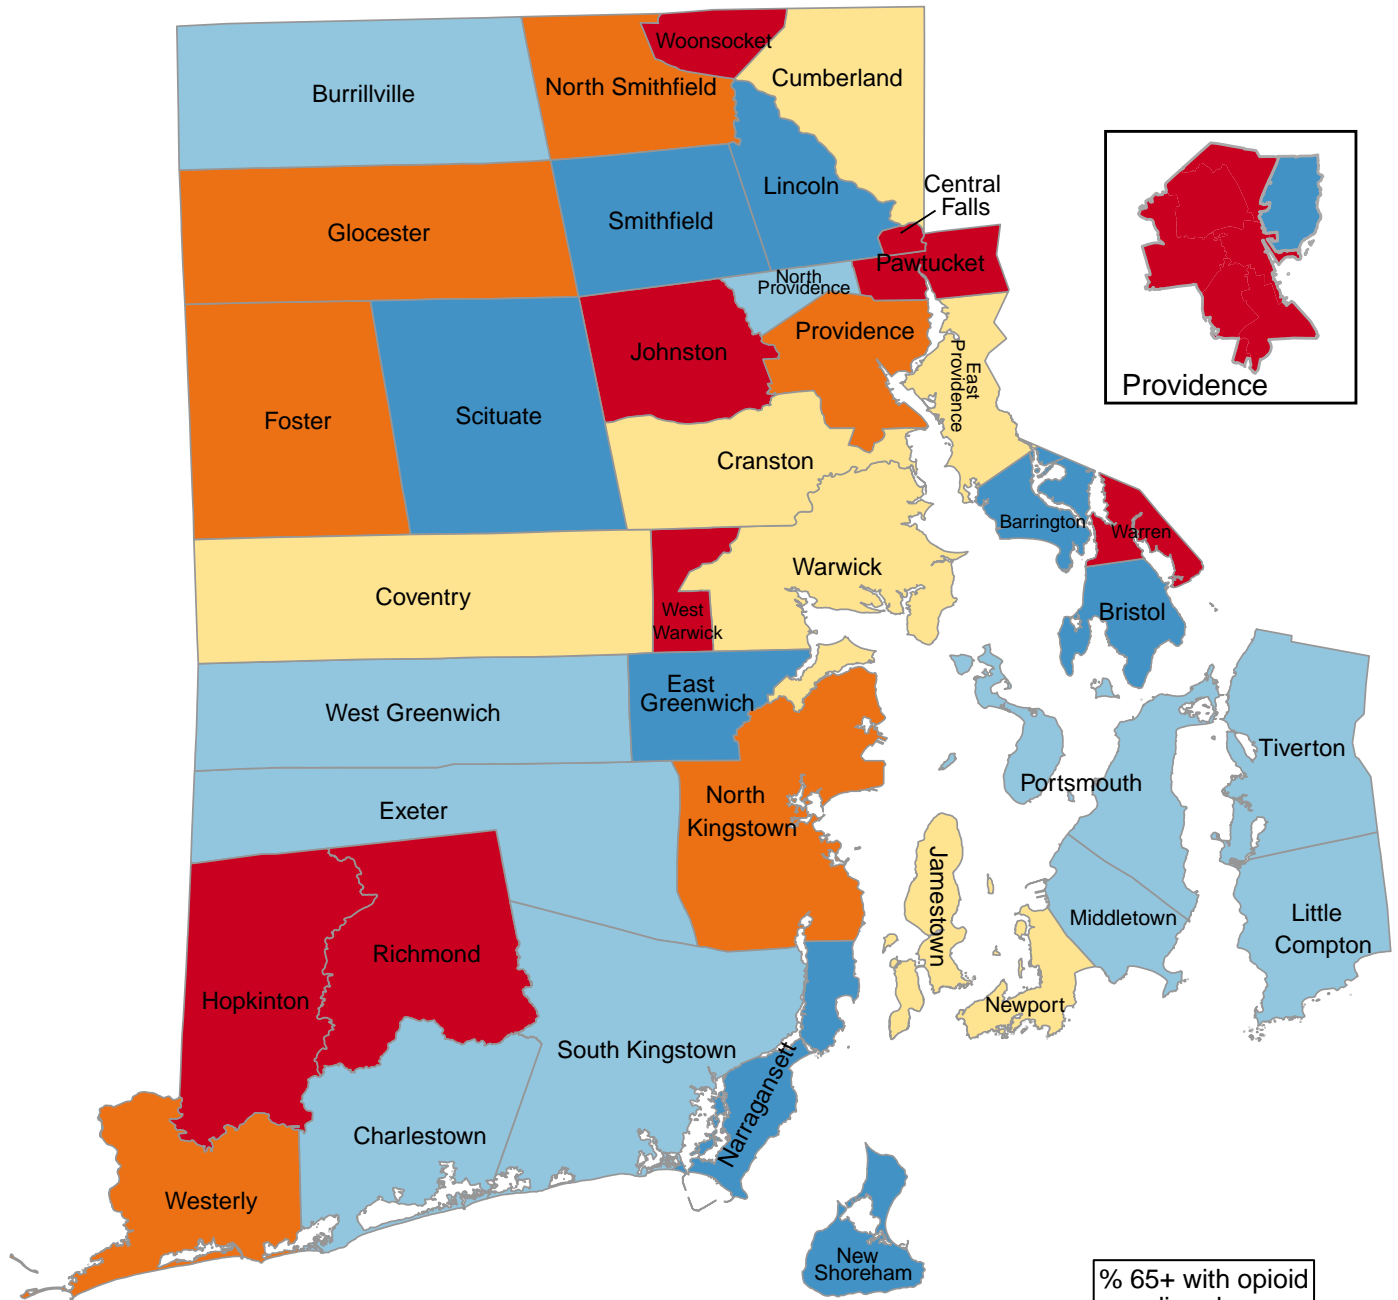 Woonsocket
Cumberland
North Smithfield
Burrillville
Lincoln
Central
Falls
Smithfield
Glocester
Pawtucket
North
Providence
Providence
Johnston
East
Providence
Foster
Scituate
Cranston
Providence
Barrington
Warren
Warwick
Coventry
West
Warwick
Bristol
East
Greenwich
West Greenwich
Tiverton
Portsmouth
North
Kingstown
Exeter
Jamestown
Middletown
Little
Compton
Richmond
Hopkinton
Newport
South Kingstown
Narragansett
Charlestown
Westerly
New
Shoreham
% 65+ with opioid